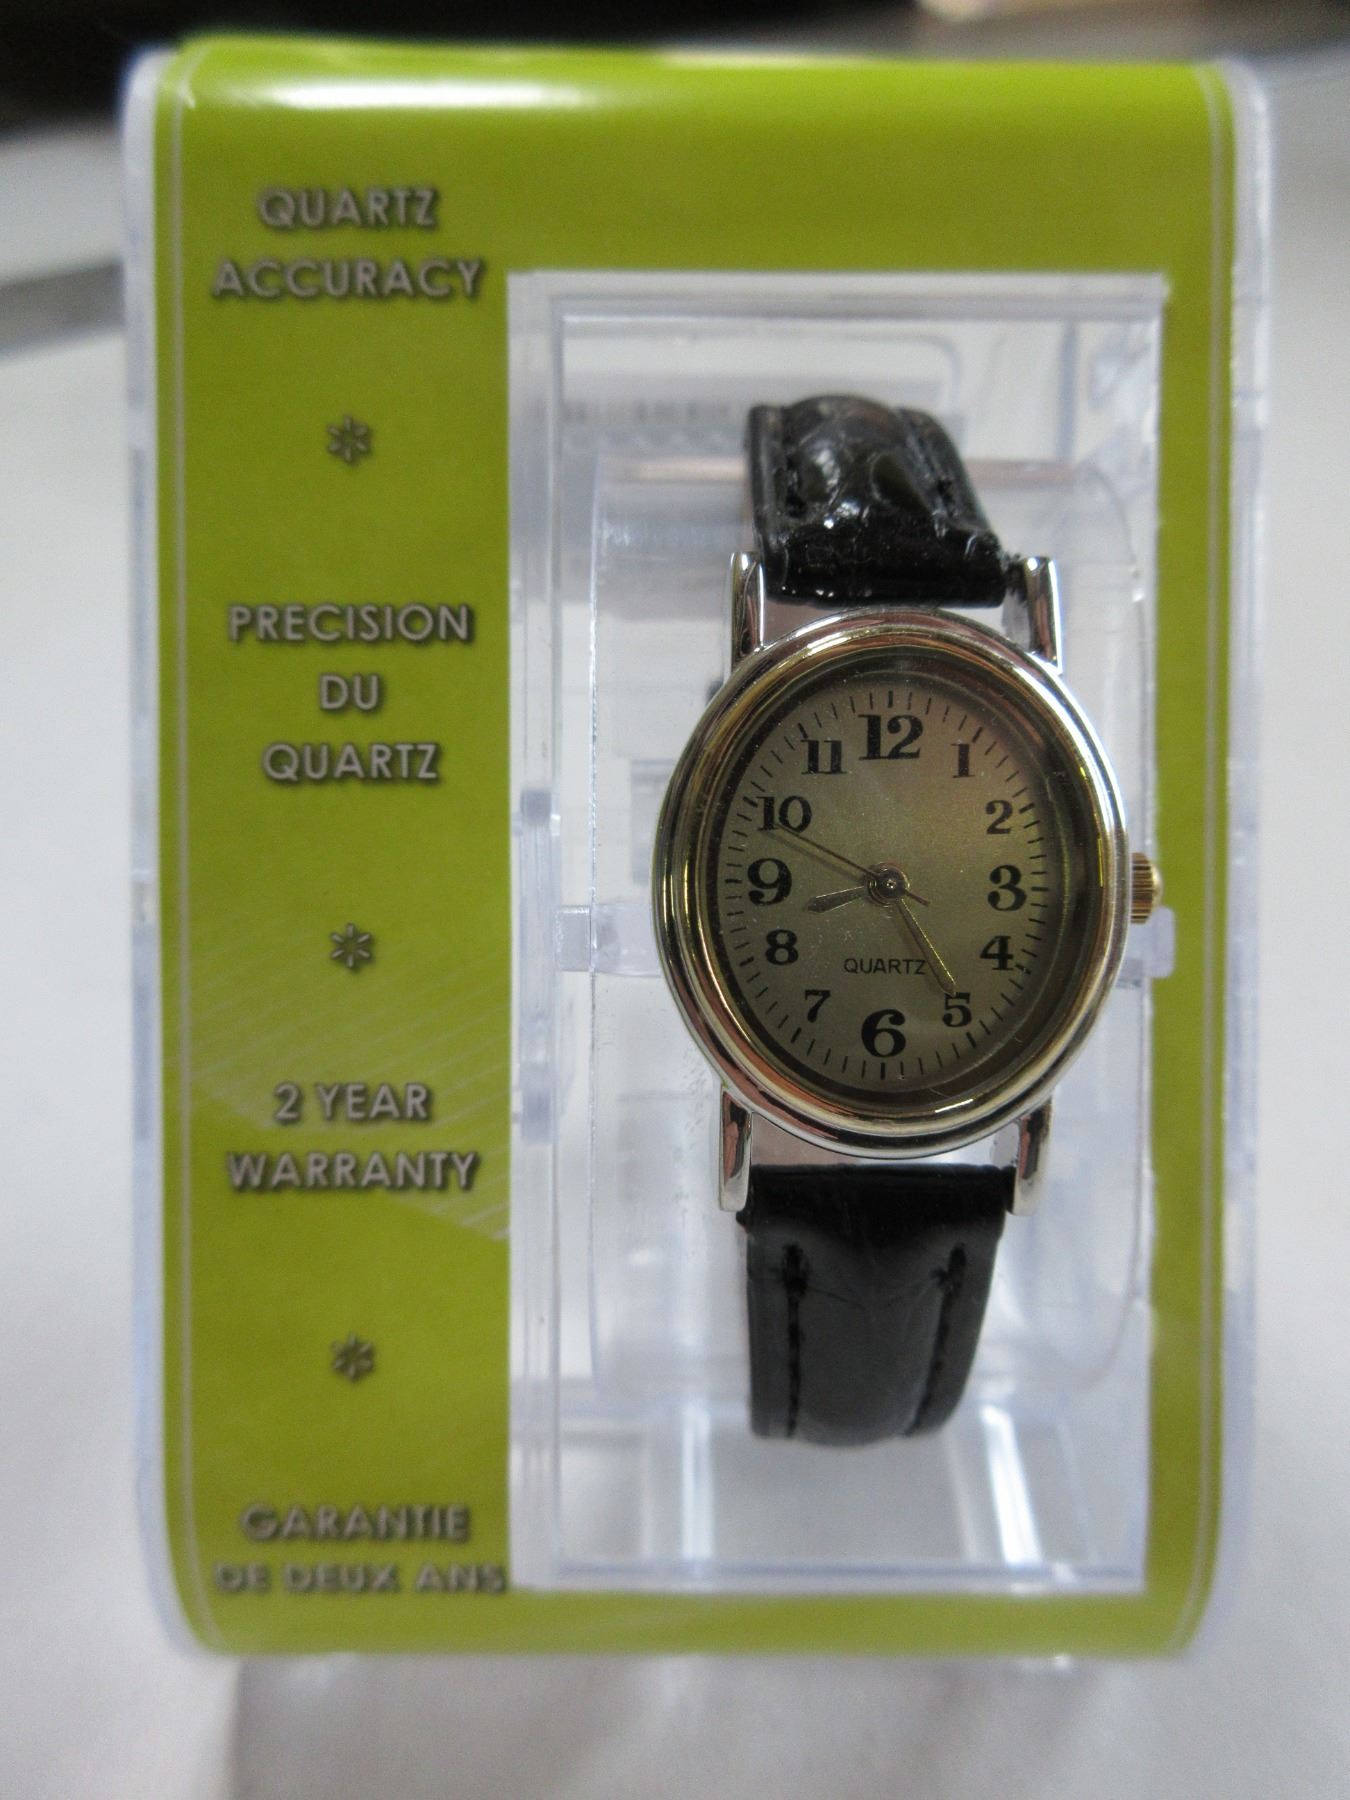 QUARTZ
ACCURACY
PRECISION
DU
QUARTZ
2 YEAR
WARRANTY
GARANTIE
DE DEUX ANS
12
11
1
10
2
9
3
8
4
QUARTZ
7
5
6